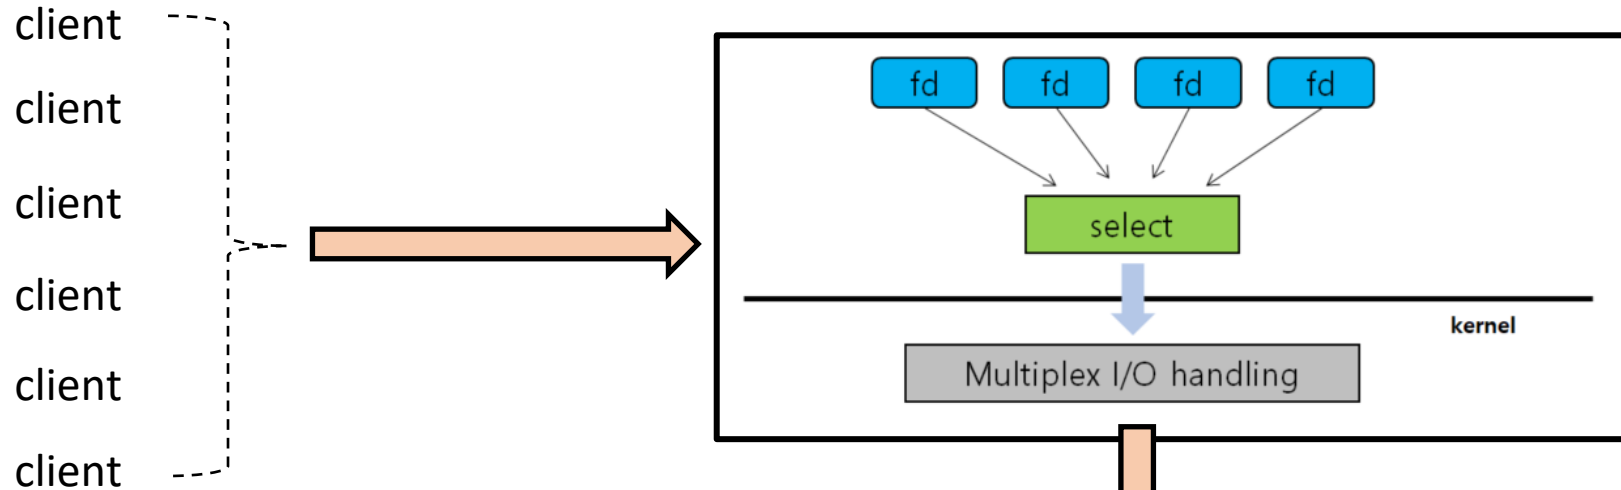 client
client
client
client
client
client
fd fd fd fd
select
kernel
Multiplex I/O handling